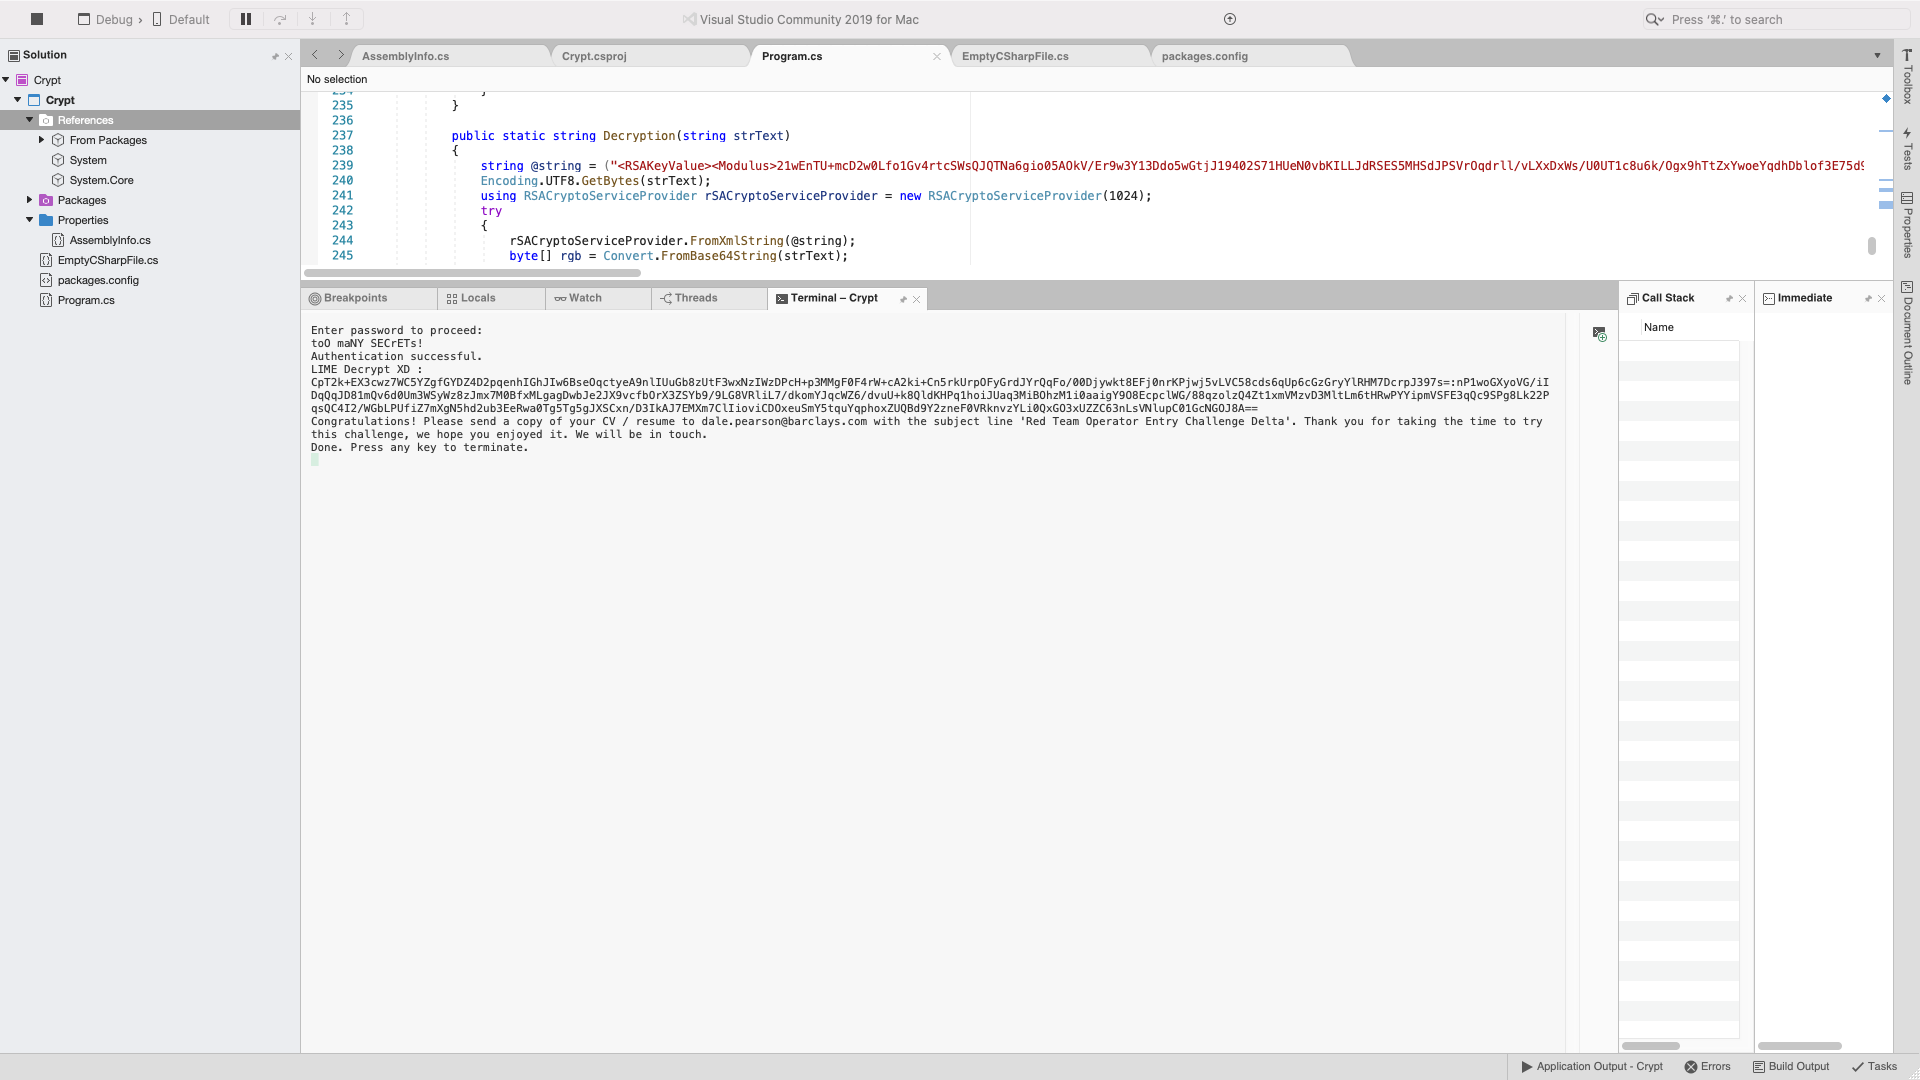 Debug › Default
Visual Studio Community 2019 for Mac
Press '⌘.' to search
Solution
Crypt
Crypt
References
From Packages
System
System.Core
Packages
Properties
AssemblyInfo.cs
EmptyCSharpFile.cs
packages.config
Program.cs
AssemblyInfo.cs
Crypt.csproj
Program.cs
EmptyCSharpFile.cs
packages.config
No selection
234 }
235 }
236
237 public static string Decryption(string strText)
238 {
239 string @string = ("<RSAKeyValue><Modulus>21wEnTU+mcD2w0Lfo1Gv4rtcSWsQJQTNa6gio05AOkV/Er9w3Y13Ddo5wGtjJ19402S71HUeN0vbKILLJdRSES5MHSdJPSVrOqdrll/vLXxDxWs/U0UT1c8u6k/Ogx9hTtZxYwoeYqdhDblof3E75d9
240 Encoding.UTF8.GetBytes(strText);
241 using RSACryptoServiceProvider rSACryptoServiceProvider = new RSACryptoServiceProvider(1024);
242 try
243 {
244 rSACryptoServiceProvider.FromXmlString(@string);
245 byte[] rgb = Convert.FromBase64String(strText);
Breakpoints
Locals
Watch
Threads
Terminal – Crypt
Enter password to proceed:
toO maNY SECrETs!
Authentication successful.
LIME Decrypt XD :
CpT2k+EX3cwz7WC5YZgfGYDZ4D2pqenhIGhJIw6BseOqctyeA9nlIUuGb8zUtF3wxNzIWzDPcH+p3MMgF0F4rW+cA2ki+Cn5rkUrpOFyGrdJYrQqFo/00Djywkt8EFj0nrKPjwj5vLVC58cds6qUp6cGzGryYlRHM7DcrpJ397s=:nP1woGXyoVG/iI
DqQqJD81mQv6d0Um3WSyWz8zJmx7M0BfxMLgagDwbJe2JX9vcfbOrX3ZSYb9/9LG8VRliL7/dkomYJqcWZ6/dvuU+k8QldKHPq1hoiJUaq3MiBOhzM1i0aaigY9O8EcpclWG/88qzolzQ4Zt1xmVMzvD3MltLm6tHRwPYYipmVSFE3qQc9SPg8Lk22P
qsQC4I2/WGbLPUfiZ7mXgN5hd2ub3EeRwa0Tg5Tg5gJXSCxn/D3IkAJ7EMXm7ClIioviCDOxeuSmY5tquYqphoxZUQBd9Y2zneF0VRknvzYLi0QxGO3xUZZC63nLsVNlupC01GcNGOJ8A==
Congratulations! Please send a copy of your CV / resume to dale.pearson@barclays.com with the subject line 'Red Team Operator Entry Challenge Delta'. Thank you for taking the time to try
this challenge, we hope you enjoyed it. We will be in touch.
Done. Press any key to terminate.
Call Stack
Name
Immediate
Toolbox
Tests
Properties
Document Outline
Application Output - Crypt
Errors
Build Output
Tasks